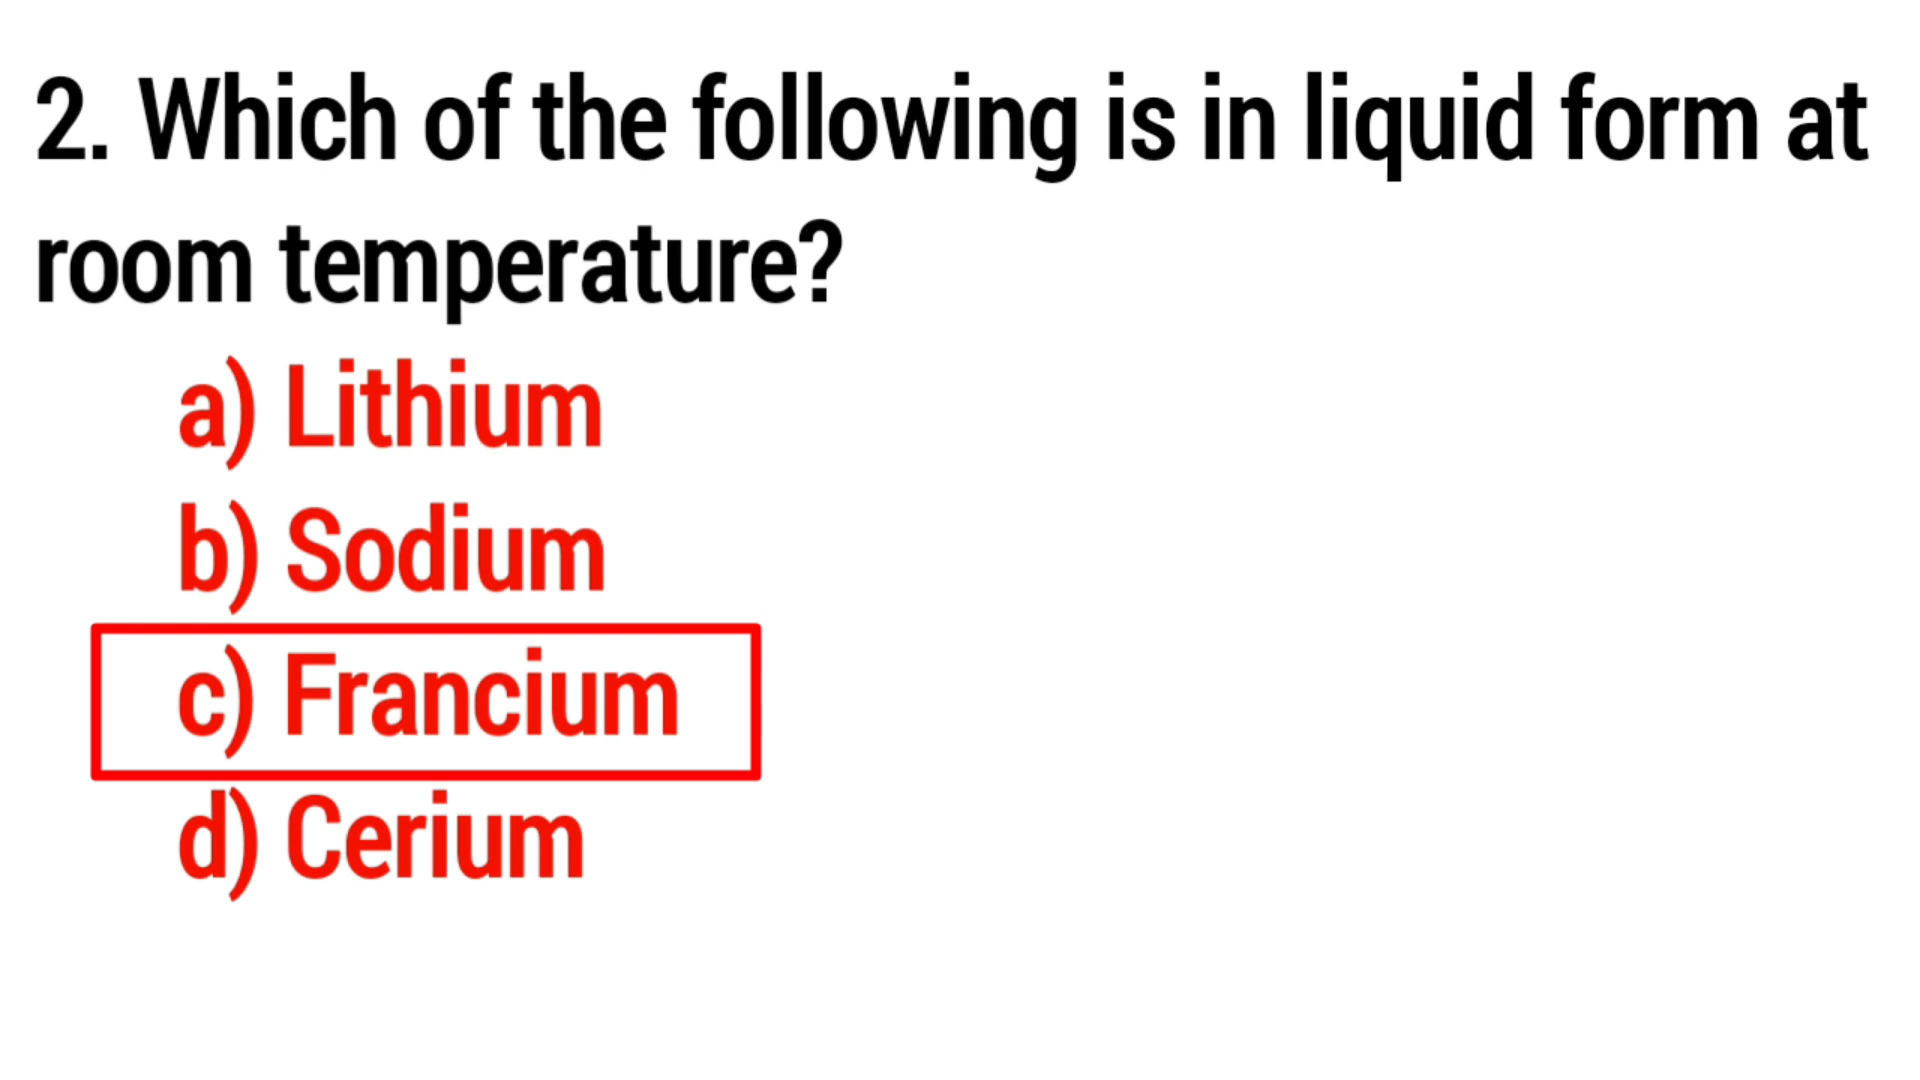 2. Which of the following is in liquid form at
room temperature?
a) Lithium
b) Sodium
c) Francium
d) Cerium